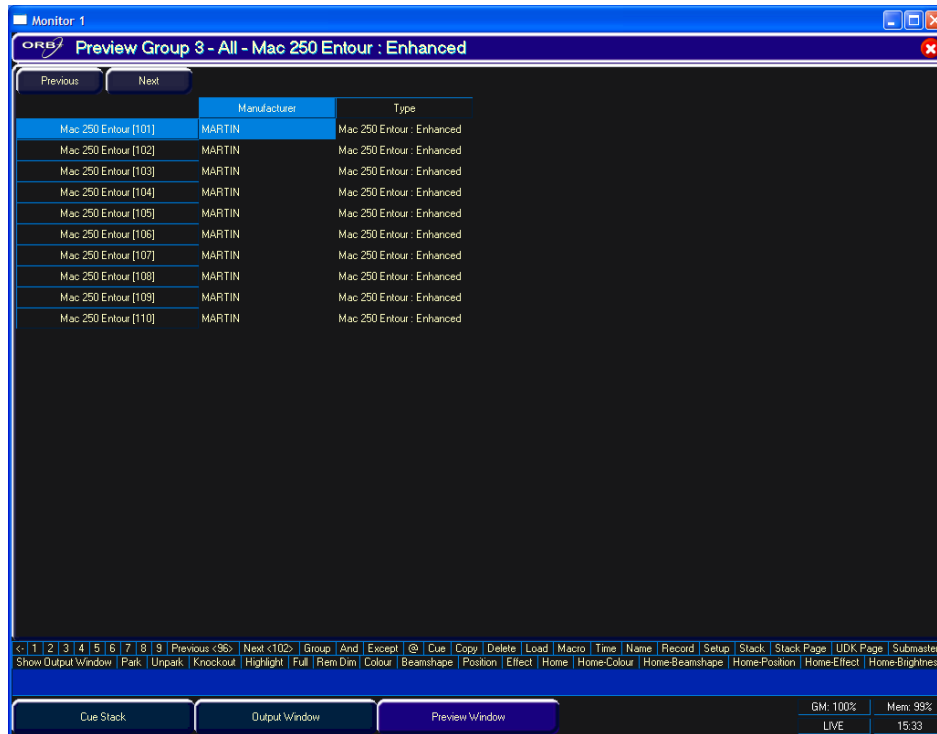 Monitor 1
ORB Preview Group 3 - All - Mac 250 Entour : Enhanced
Previous Next
Manufacturer Type
Mac 250 Entour [101] MARTIN Mac 250 Entour : Enhanced
Mac 250 Entour [102] MARTIN Mac 250 Entour : Enhanced
Mac 250 Entour [103] MARTIN Mac 250 Entour : Enhanced
Mac 250 Entour [104] MARTIN Mac 250 Entour : Enhanced
Mac 250 Entour [105] MARTIN Mac 250 Entour : Enhanced
Mac 250 Entour [106] MARTIN Mac 250 Entour : Enhanced
Mac 250 Entour [107] MARTIN Mac 250 Entour : Enhanced
Mac 250 Entour [108] MARTIN Mac 250 Entour : Enhanced
Mac 250 Entour [109] MARTIN Mac 250 Entour : Enhanced
Mac 250 Entour [110] MARTIN Mac 250 Entour : Enhanced
<- 1 2 3 4 5 6 7 8 9 Previous <96> Next <102> Group And Except @ Cue Copy Delete Load Macro Time Name Record Setup Stack Stack Page UDK Page Submaster
Show Output Window Park Unpark Knockout Highlight Full Rem Dim Colour Beamshape Position Effect Home Home-Colour Home-Beamshape Home-Position Home-Effect Home-Brightnes
Cue Stack Output Window Preview Window GM: 100% Mem: 99%
LIVE 15:33